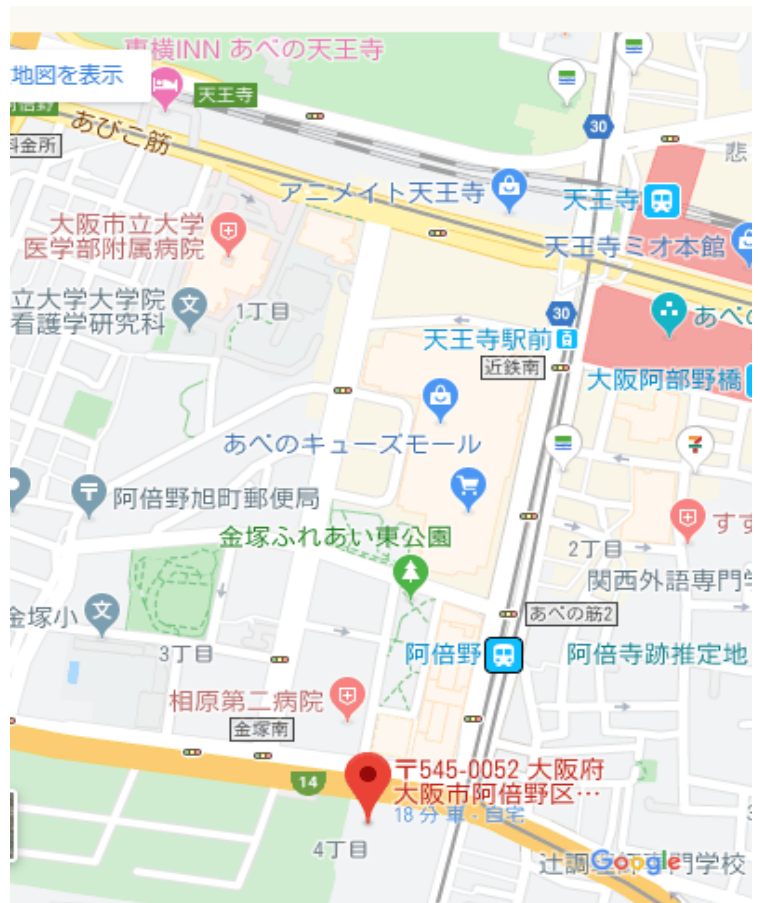 東横INN あべの天王寺
地図を表示
天王寺
あびこ筋
料金所
30
悲
アニメイト天王寺
天王寺
大阪市立大学
医学部附属病院
天王寺ミオ本館
立大学大学院
看護学研究科
1丁目
30
あべの
天王寺駅前
近鉄南
大阪阿部野橋
あべのキューズモール
阿倍野旭町郵便局
すず
金塚ふれあい東公園
2丁目
関西外語専門学
金塚小
あべの筋2
3丁目
阿倍野
阿倍寺跡推定地
相原第二病院
金塚南
14
〒545-0052 大阪府
大阪市阿倍野区…
18 分 車 - 自宅
4丁目
Google